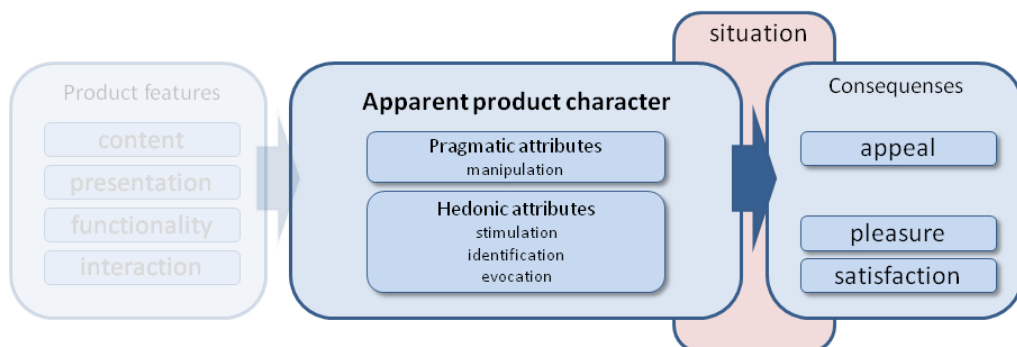 situation
Product features
content
presentation
functionality
interaction
Apparent product character
Pragmatic attributes
manipulation
Hedonic attributes
stimulation
identification
evocation
Consequenses
appeal
pleasure
satisfaction